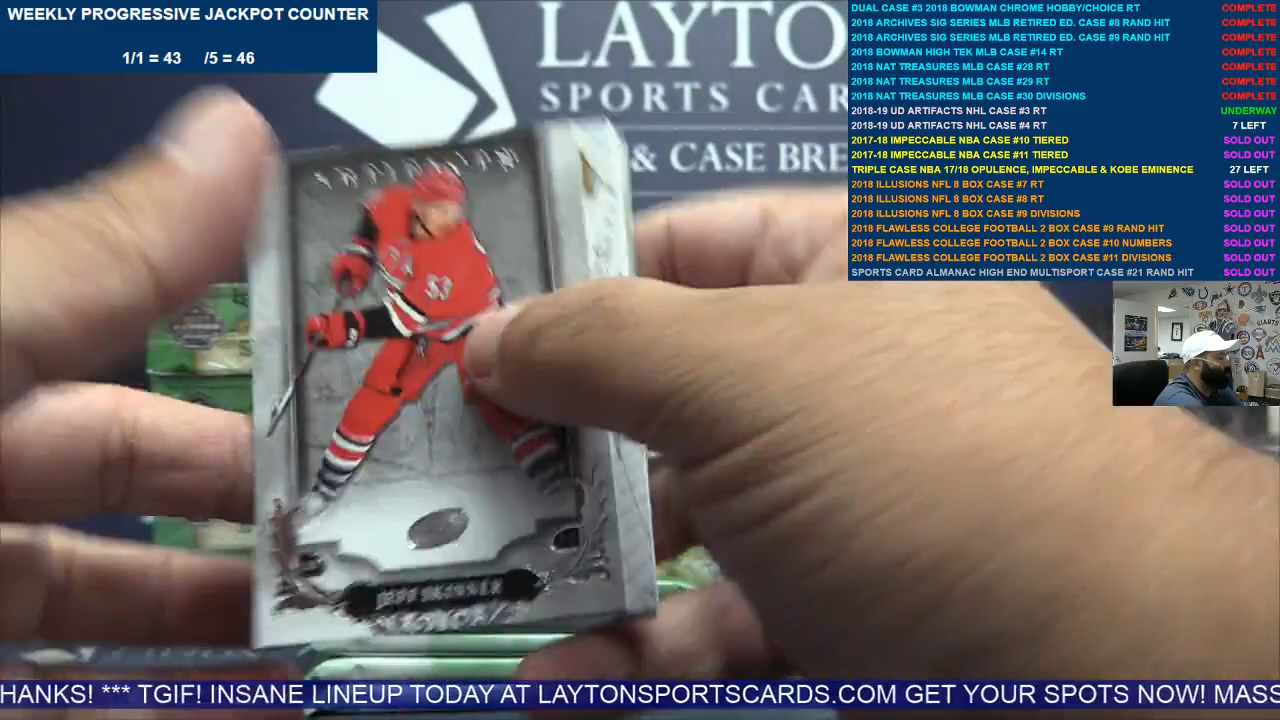 WEEKLY PROGRESSIVE JACKPOT COUNTER
1/1 = 43 /5 = 46
LAYTO
SPORTS CAR
& CASE BRE
DUAL CASE #3 2018 BOWMAN CHROME HOBBY/CHOICE RT COMPLETE
2018 ARCHIVES SIG SERIES MLB RETIRED ED. CASE #8 RAND HIT COMPLETE
2018 ARCHIVES SIG SERIES MLB RETIRED ED. CASE #9 RAND HIT COMPLETE
2018 BOWMAN HIGH TEK MLB CASE #14 RT COMPLETE
2018 NAT TREASURES MLB CASE #28 RT COMPLETE
2018 NAT TREASURES MLB CASE #29 RT COMPLETE
2018 NAT TREASURES MLB CASE #30 DIVISIONS COMPLETE
2018-19 UD ARTIFACTS NHL CASE #3 RT UNDERWAY
2018-19 UD ARTIFACTS NHL CASE #4 RT 7 LEFT
2017-18 IMPECCABLE NBA CASE #10 TIERED SOLD OUT
2017-18 IMPECCABLE NBA CASE #11 TIERED SOLD OUT
TRIPLE CASE NBA 17/18 OPULENCE, IMPECCABLE & KOBE EMINENCE 27 LEFT
2018 ILLUSIONS NFL 8 BOX CASE #7 RT SOLD OUT
2018 ILLUSIONS NFL 8 BOX CASE #8 RT SOLD OUT
2018 ILLUSIONS NFL 8 BOX CASE #9 DIVISIONS SOLD OUT
2018 FLAWLESS COLLEGE FOOTBALL 2 BOX CASE #9 RAND HIT SOLD OUT
2018 FLAWLESS COLLEGE FOOTBALL 2 BOX CASE #10 NUMBERS SOLD OUT
2018 FLAWLESS COLLEGE FOOTBALL 2 BOX CASE #11 DIVISIONS SOLD OUT
SPORTS CARD ALMANAC HIGH END MULTISPORT CASE #21 RAND HIT SOLD OUT
53
JEFF SKINNER
HANKS! *** TGIF! INSANE LINEUP TODAY AT LAYTONSPORTSCARDS.COM GET YOUR SPOTS NOW! MASS